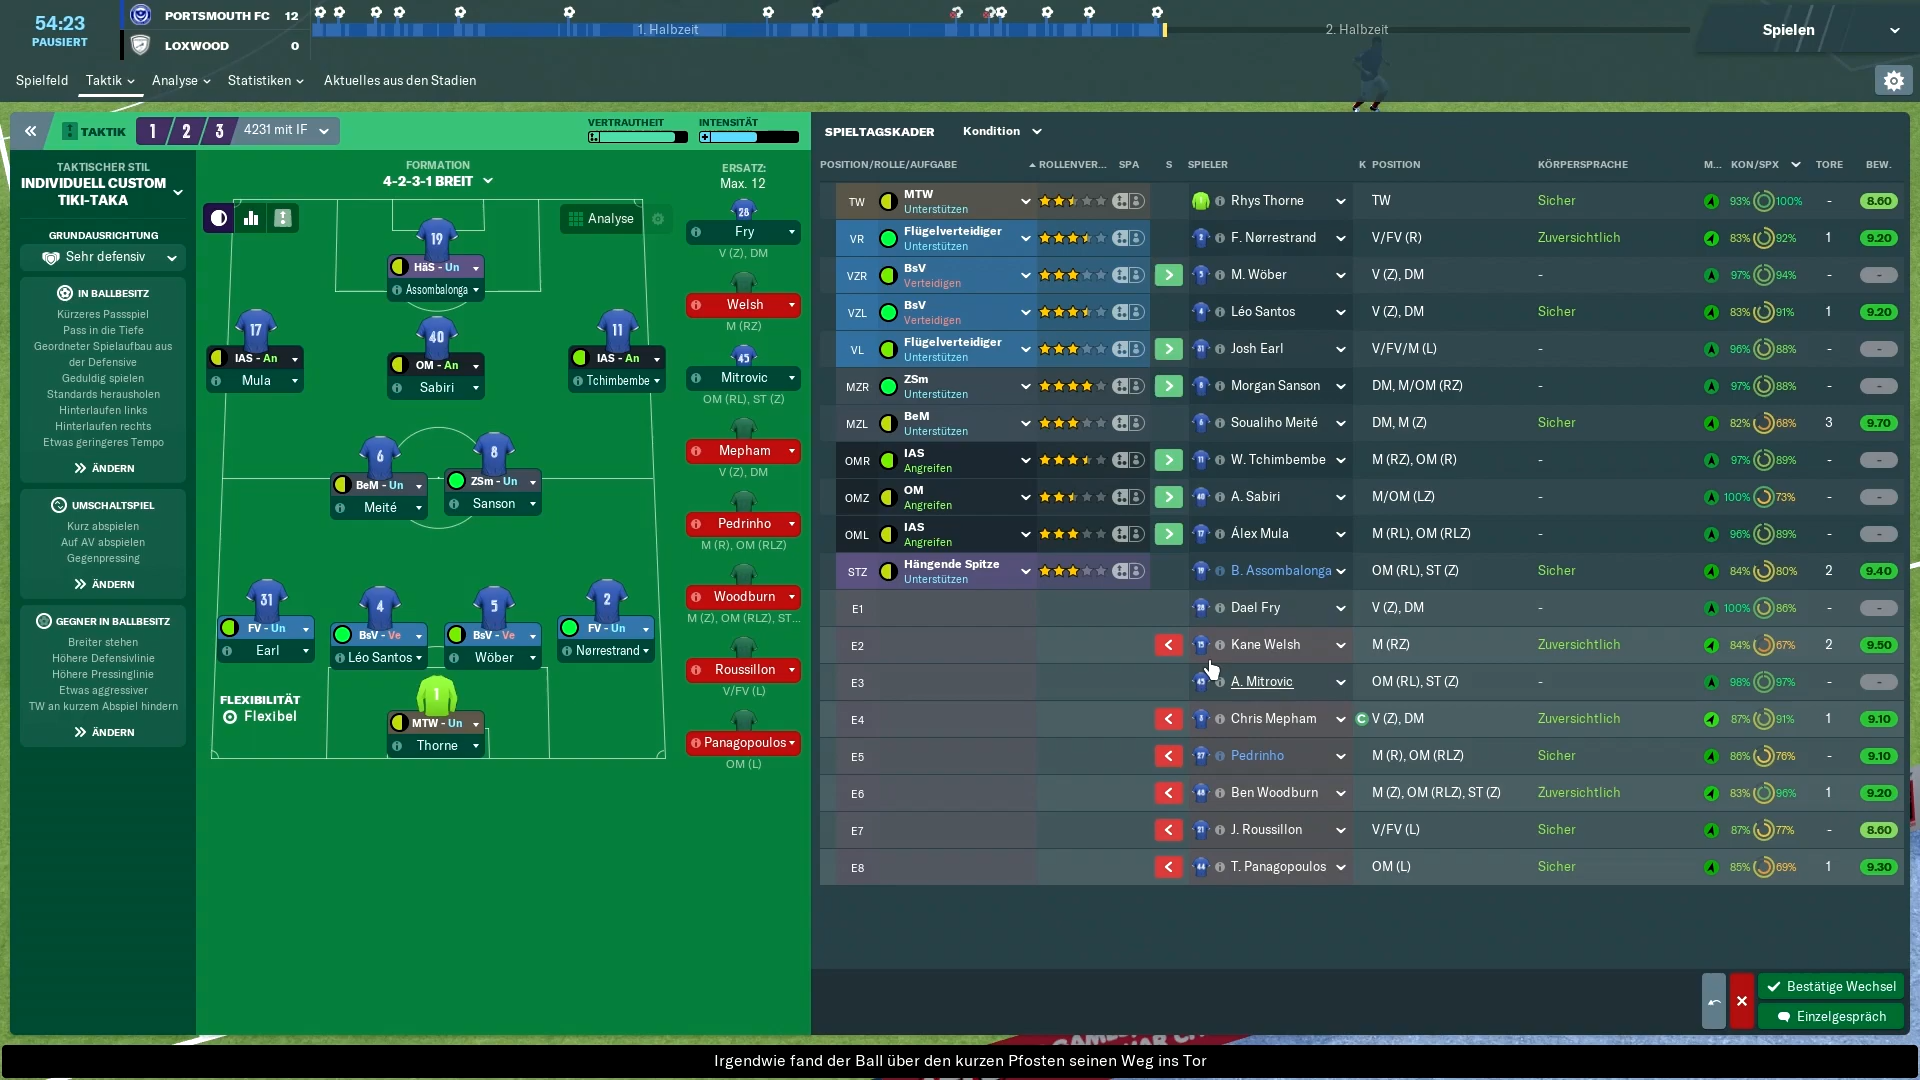 54:23
PAUSIERT
PORTSMOUTH FC 12
LOXWOOD 0
1. Halbzeit
2. Halbzeit
Spielen
Spielfeld Taktik Analyse Statistiken Aktuelles aus den Stadien
TAKTIK 1 2 3 4231 mit IF
VERTRAUTHEIT INTENSITÄT
TAKTISCHER STIL
INDIVIDUELL CUSTOM
TIKI-TAKA
GRUNDAUSRICHTUNG
Sehr defensiv
IN BALLBESITZ
Kürzeres Passspiel
Pass in die Tiefe
Geordneter Spielaufbau aus
der Defensive
Geduldig spielen
Standards herausholen
Hinterlaufen links
Hinterlaufen rechts
Etwas geringeres Tempo
ÄNDERN
UMSCHALTSPIEL
Kurz abspielen
Auf AV abspielen
Gegenpressing
ÄNDERN
GEGNER IN BALLBESITZ
Breiter stehen
Höhere Defensivlinie
Höhere Pressinglinie
Etwas aggressiver
TW an kurzem Abspiel hindern
ÄNDERN
FORMATION
4-2-3-1 BREIT
Analyse
19
HäS - Un
Assombalonga
17
IAS - An
Mula
40
OM - An
Sabiri
11
IAS - An
Tchimbembe
6
BeM - Un
Meité
8
ZSm - Un
Sanson
31
FV - Un
Earl
4
BsV - Ve
Léo Santos
5
BsV - Ve
Wöber
2
FV - Un
Nørrestrand
FLEXIBILITÄT
Flexibel
1
MTW - Un
Thorne
ERSATZ:
Max. 12
28
Fry
V (Z), DM
Welsh
M (RZ)
45
Mitrovic
OM (RL), ST (Z)
Mepham
V (Z), DM
Pedrinho
M (R), OM (RLZ)
Woodburn
M (Z), OM (RLZ), ST...
Roussillon
V/FV (L)
Panagopoulos
OM (L)
SPIELTAGSKADER Kondition
POSITION/ROLLE/AUFGABE ROLLENVER... SPA S SPIELER K POSITION KÖRPERSPRACHE M... KON/SPX TORE BEW.
TW MTW Unterstützen Rhys Thorne TW Sicher 93% 100% - 8.60
VR Flügelverteidiger Unterstützen F. Nørrestrand V/FV (R) Zuversichtlich 83% 92% 1 9.20
VZR BsV Verteidigen M. Wöber V (Z), DM - 97% 94% - -
VZL BsV Verteidigen Léo Santos V (Z), DM Sicher 83% 91% 1 9.20
VL Flügelverteidiger Unterstützen Josh Earl V/FV/M (L) - 96% 88% - -
MZR ZSm Unterstützen Morgan Sanson DM, M/OM (RZ) - 97% 88% - -
MZL BeM Unterstützen Soualiho Meité DM, M (Z) Sicher 82% 68% 3 9.70
OMR IAS Angreifen W. Tchimbembe M (RZ), OM (R) - 97% 89% - -
OMZ OM Angreifen A. Sabiri M/OM (LZ) - 100% 73% - -
OML IAS Angreifen Álex Mula M (RL), OM (RLZ) - 96% 89% - -
STZ Hängende Spitze Unterstützen B. Assombalonga OM (RL), ST (Z) Sicher 84% 80% 2 9.40
E1 Dael Fry V (Z), DM - 100% 86% - -
E2 Kane Welsh M (RZ) Zuversichtlich 84% 67% 2 9.50
E3 A. Mitrovic OM (RL), ST (Z) - 98% 97% - -
E4 Chris Mepham C V (Z), DM Zuversichtlich 87% 91% 1 9.10
E5 Pedrinho M (R), OM (RLZ) Sicher 86% 76% - 9.10
E6 Ben Woodburn M (Z), OM (RLZ), ST (Z) Zuversichtlich 83% 96% 1 9.20
E7 J. Roussillon V/FV (L) Sicher 87% 77% - 8.60
E8 T. Panagopoulos OM (L) Sicher 85% 69% 1 9.30
Bestätige Wechsel
Einzelgespräch
Irgendwie fand der Ball über den kurzen Pfosten seinen Weg ins Tor